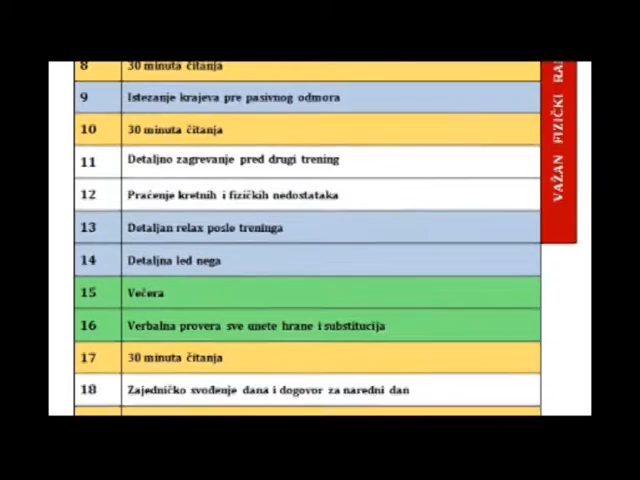 8 30 minuta čitanja
9 Istezanje krajeva pre pasivnog odmora
10 30 minuta čitanja
11 Detaljno zagrevanje pred drugi trening
12 Praćenje kretnih i fizičkih nedostataka
13 Detaljan relax posle treninga
14 Detaljna led nega
15 Večera
16 Verbalna provera sve unete hrane i substitucija
17 30 minuta čitanja
18 Zajedničko svođenje dana i dogovor za naredni dan
VAŽAN FIZIČKI